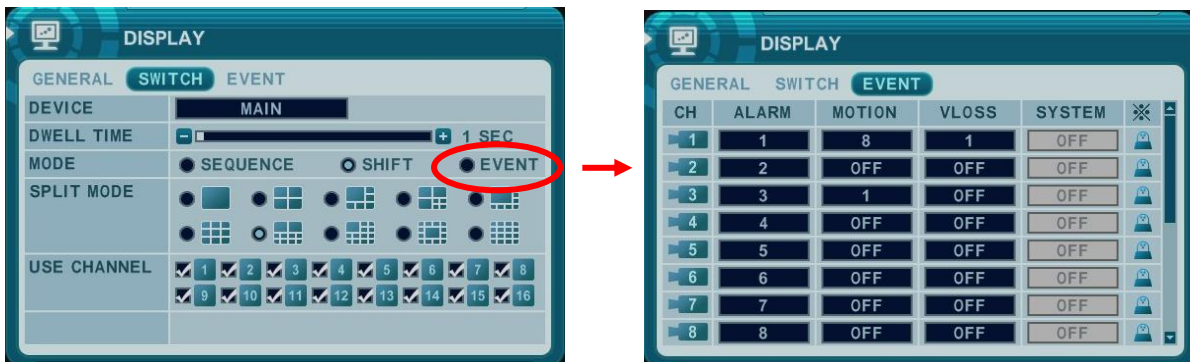 DISPLAY
GENERAL SWITCH EVENT
DEVICE MAIN
DWELL TIME 1 SEC
MODE SEQUENCE SHIFT EVENT
SPLIT MODE
USE CHANNEL 1 2 3 4 5 6 7 8
9 10 11 12 13 14 15 16
DISPLAY
GENERAL SWITCH EVENT
CH ALARM MOTION VLOSS SYSTEM ※
1 1 8 1 OFF
2 2 OFF OFF OFF
3 3 1 OFF OFF
4 4 OFF OFF OFF
5 5 OFF OFF OFF
6 6 OFF OFF OFF
7 7 OFF OFF OFF
8 8 OFF OFF OFF